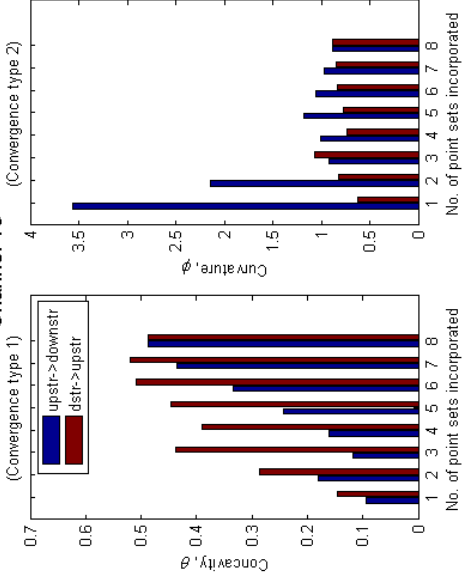 (Convergence type 1)
Concavity, θ
0.7
0.6
0.5
0.4
0.3
0.2
0.1
0
upstr->downstr
dstr->upstr
1 2 3 4 5 6 7 8
No. of point sets incorporated
(Convergence type 2)
Curvature, φ
4
3.5
3
2.5
2
1.5
1
0.5
0
1 2 3 4 5 6 7 8
No. of point sets incorporated